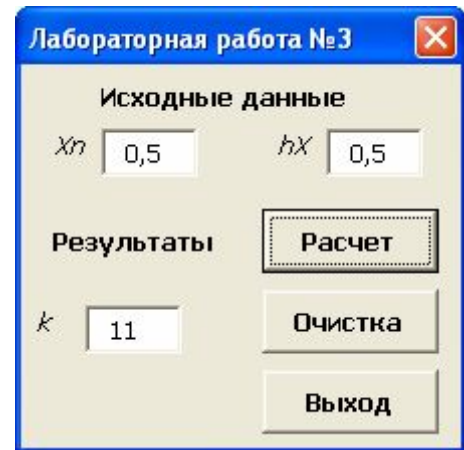 Лабораторная работа №3
Исходные данные
Xn 0,5 hX 0,5
Результаты Расчет
k 11 Очистка
Выход